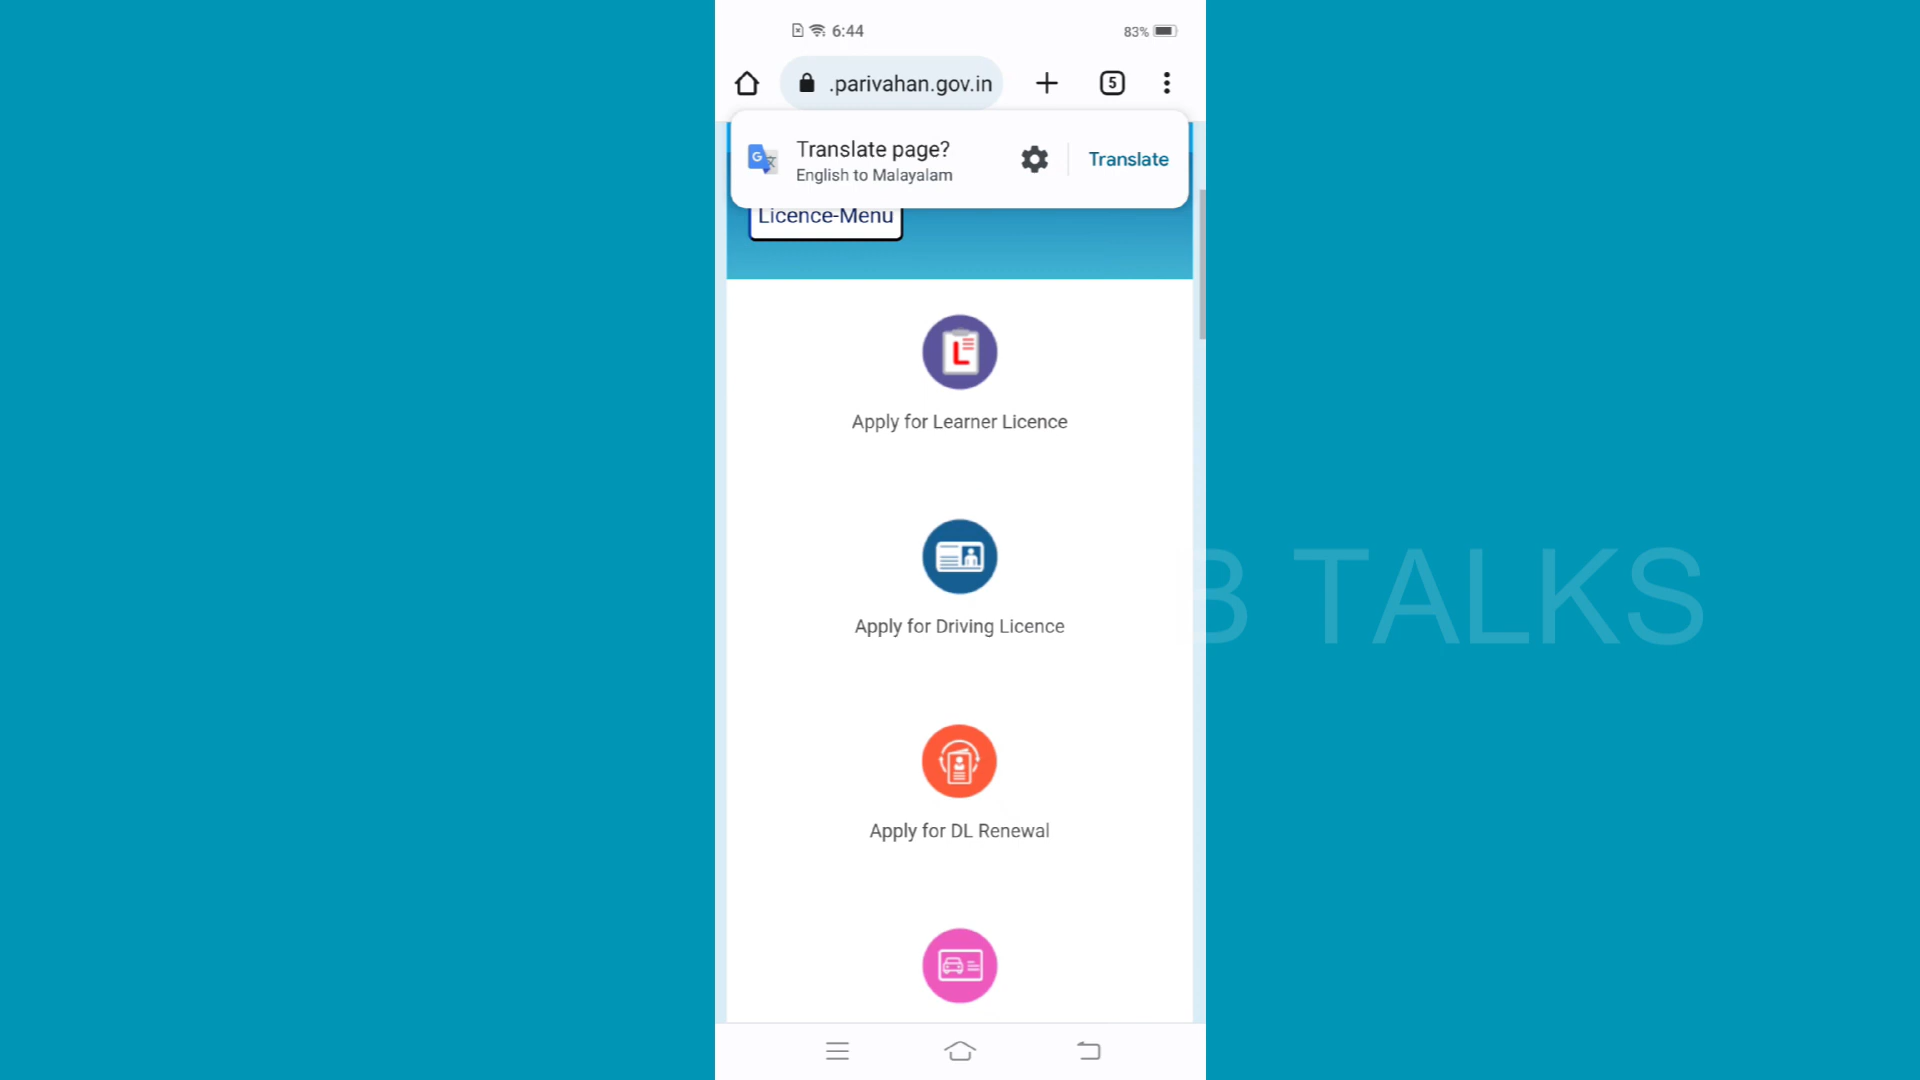 6:44
83%
.parivahan.gov.in
5
Translate page?
English to Malayalam
Translate
Licence-Menu
L
Apply for Learner Licence
Apply for Driving Licence
B TALKS
Apply for DL Renewal